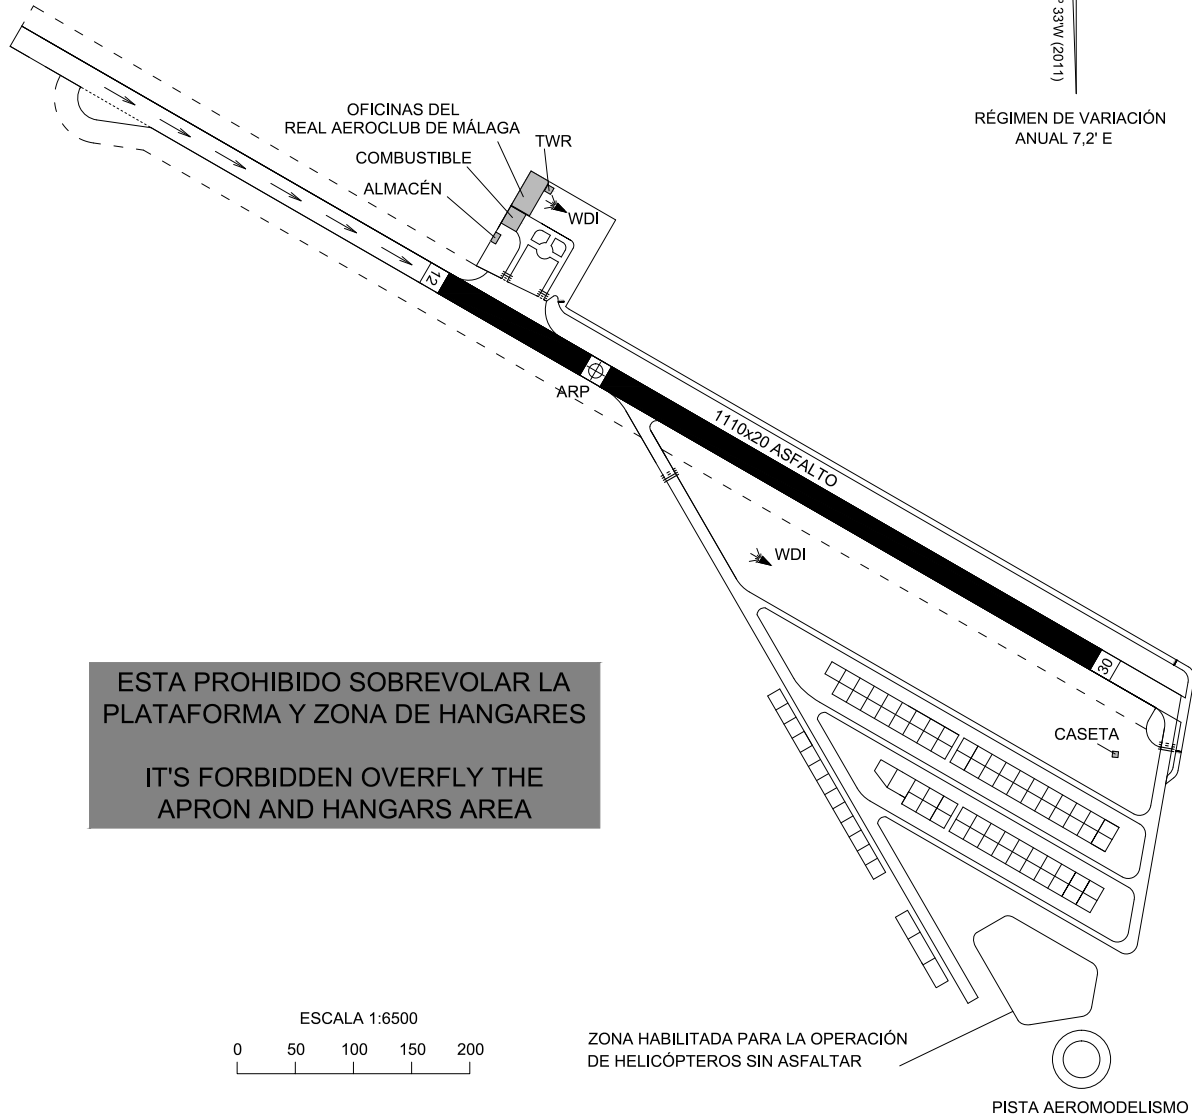 33'W (2011)
RÉGIMEN DE VARIACIÓN
ANUAL 7,2' E
OFICINAS DEL
REAL AEROCLUB DE MÁLAGA
TWR
COMBUSTIBLE
ALMACÉN
WDI
12
ARP
1110x20 ASFALTO
WDI
30
CASETA
ESTA PROHIBIDO SOBREVOLAR LA
PLATAFORMA Y ZONA DE HANGARES
IT'S FORBIDDEN OVERFLY THE
APRON AND HANGARS AREA
ESCALA 1:6500
0 50 100 150 200
ZONA HABILITADA PARA LA OPERACIÓN
DE HELICÓPTEROS SIN ASFALTAR
PISTA AEROMODELISMO